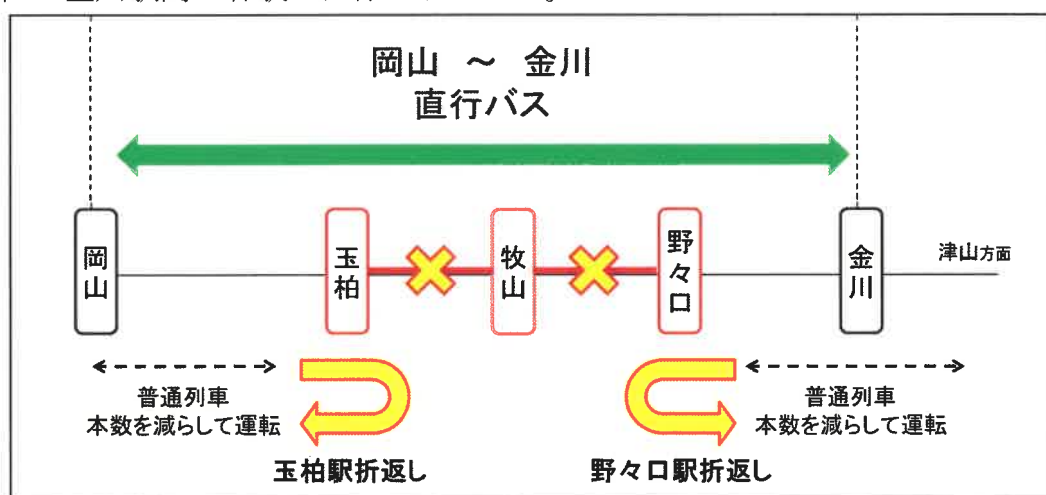 岡山 ～ 金川
直行バス
岡山
玉柏
牧山
野々口
金川
津山方面
普通列車
本数を減らして運転
玉柏駅折返し
野々口駅折返し
普通列車
本数を減らして運転